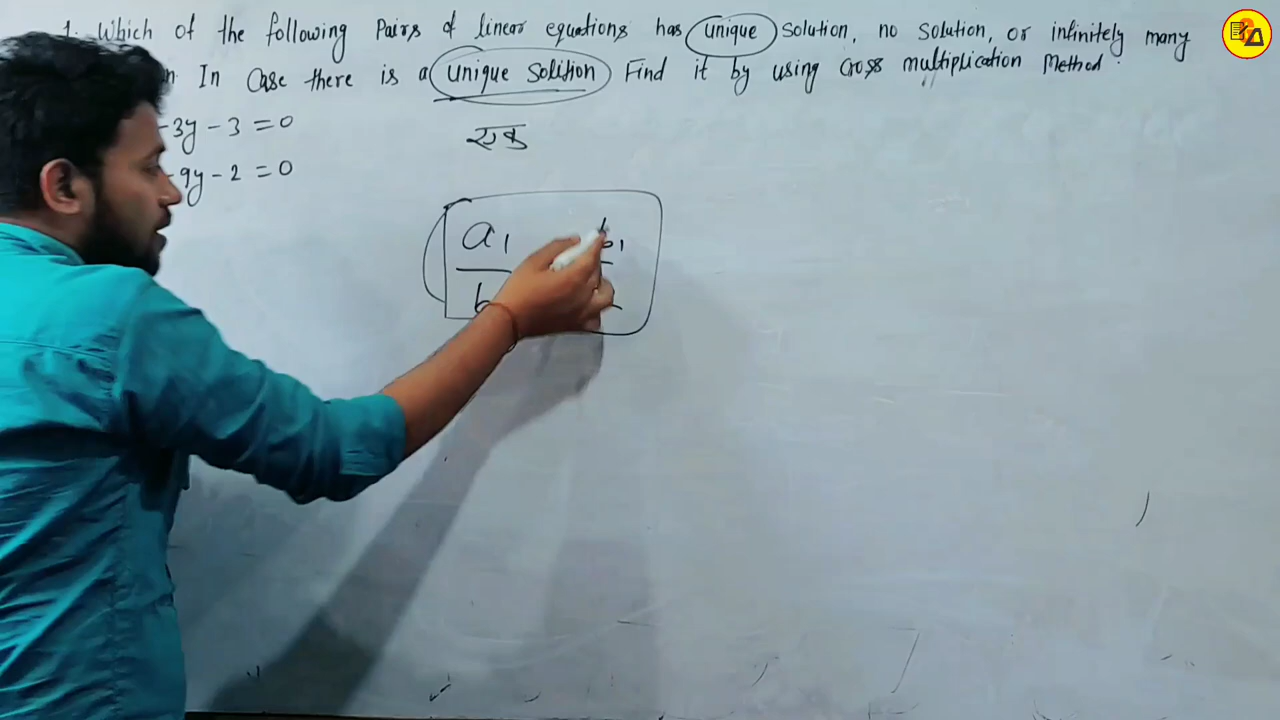 1. Which of the following Pairs of linear equations has unique solution, no solution, or infinitely many
In Case there is a unique Solution Find it by using cross multiplication Method.
-3y - 3 = 0
-9y - 2 = 0
एक
a1 b1
b